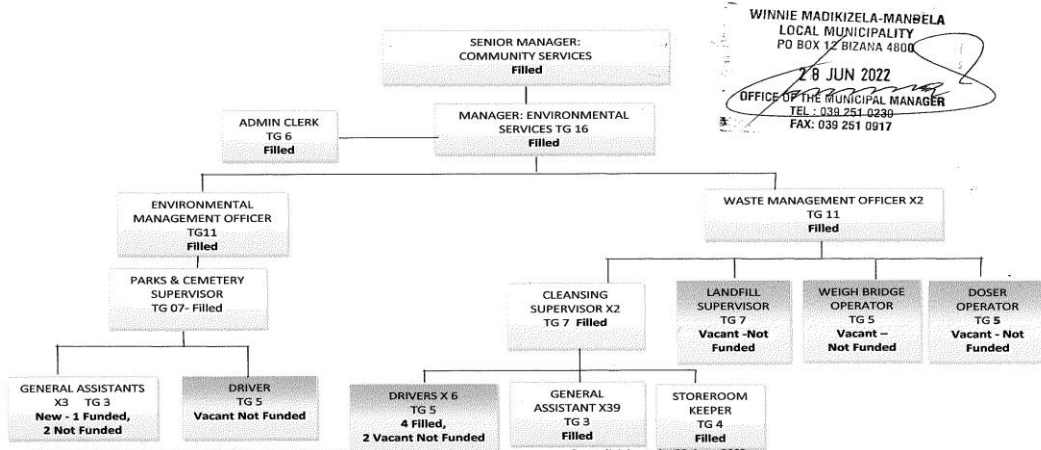 WINNIE MADIKIZELA-MANDELA
LOCAL MUNICIPALITY
PO BOX 12 BIZANA 4800
28 JUN 2022
OFFICE OF THE MUNICIPAL MANAGER
TEL : 039 251 0230
FAX: 039 251 0917
SENIOR MANAGER:
COMMUNITY SERVICES
Filled
ADMIN CLERK
TG 6
Filled
MANAGER: ENVIRONMENTAL
SERVICES TG 16
Filled
ENVIRONMENTAL
MANAGEMENT OFFICER
TG11
Filled
WASTE MANAGEMENT OFFICER X2
TG 11
Filled
PARKS & CEMETERY
SUPERVISOR
TG 07- Filled
CLEANSING
SUPERVISOR X2
TG 7 Filled
LANDFILL
SUPERVISOR
TG 7
Vacant -Not
Funded
WEIGH BRIDGE
OPERATOR
TG 5
Vacant –
Not Funded
DOSER
OPERATOR
TG 5
Vacant - Not
Funded
GENERAL ASSISTANTS
X3 TG 3
New - 1 Funded,
2 Not Funded
DRIVER
TG 5
Vacant Not Funded
DRIVERS X 6
TG 5
4 Filled,
2 Vacant Not Funded
GENERAL
ASSISTANT X39
TG 3
Filled
STOREROOM
KEEPER
TG 4
Filled